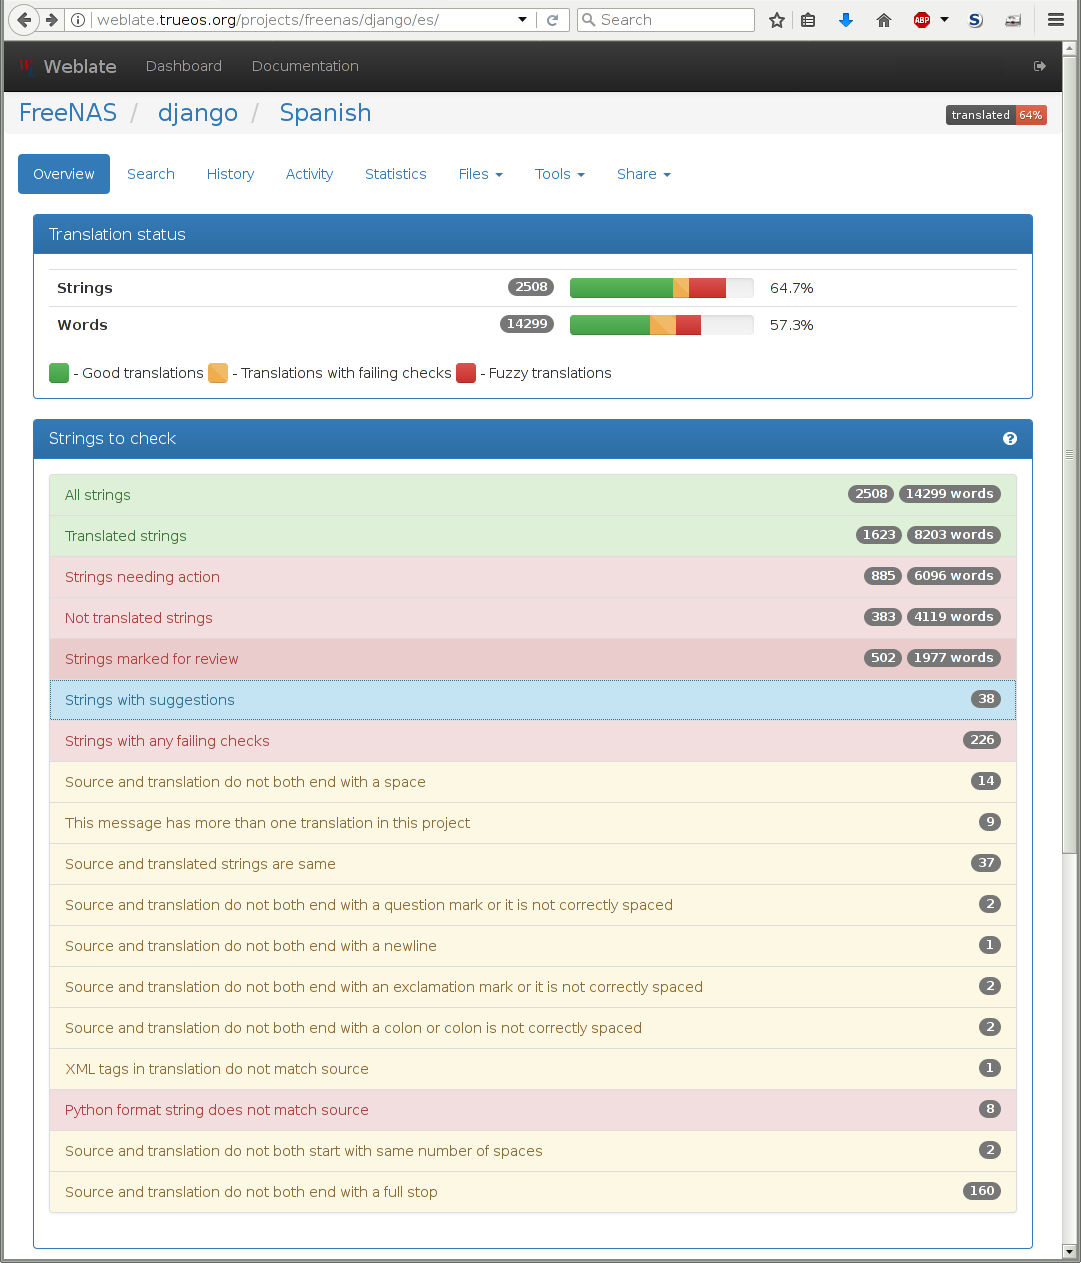 weblate.trueos.org/projects/freenas/django/es/ Search ABP S
Weblate Dashboard Documentation
FreeNAS / django / Spanish translated 64%
Overview Search History Activity Statistics Files Tools Share
Translation status
Strings 2508 64.7%
Words 14299 57.3%
- Good translations - Translations with failing checks - Fuzzy translations
Strings to check ?
All strings 2508 14299 words
Translated strings 1623 8203 words
Strings needing action 885 6096 words
Not translated strings 383 4119 words
Strings marked for review 502 1977 words
Strings with suggestions 38
Strings with any failing checks 226
Source and translation do not both end with a space 14
This message has more than one translation in this project 9
Source and translated strings are same 37
Source and translation do not both end with a question mark or it is not correctly spaced 2
Source and translation do not both end with a newline 1
Source and translation do not both end with an exclamation mark or it is not correctly spaced 2
Source and translation do not both end with a colon or colon is not correctly spaced 2
XML tags in translation do not match source 1
Python format string does not match source 8
Source and translation do not both start with same number of spaces 2
Source and translation do not both end with a full stop 160